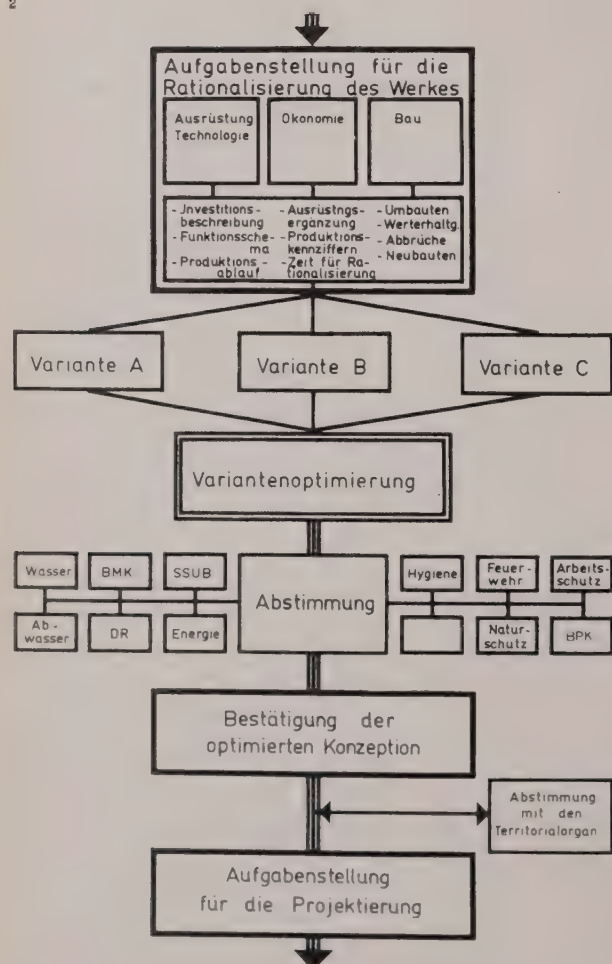 2
Aufgabenstellung für die
Rationalisierung des Werkes
Ausrüstung
Technologie
Ökonomie
Bau
- Jnvestitions-
beschreibung
- Funktionssche-
ma
- Produktions-
ablauf
- Ausrüstngs-
ergänzung
- Produktions-
kennziffern
- Zeit für Ra-
tionalisierung
- Umbauten
- Werterhaltg.
- Abbrüche
- Neubauten
Variante A
Variante B
Variante C
Variantenoptimierung
Wasser
BMK
SSUB
Ab-
wasser
DR
Energie
Abstimmung
Hygiene
Feuer-
wehr
Arbeits-
schutz
Natur-
schutz
BPK
Bestätigung der
optimierten Konzeption
Abstimmung
mit den
Territorialorgan
Aufgabenstellung
für die Projektierung